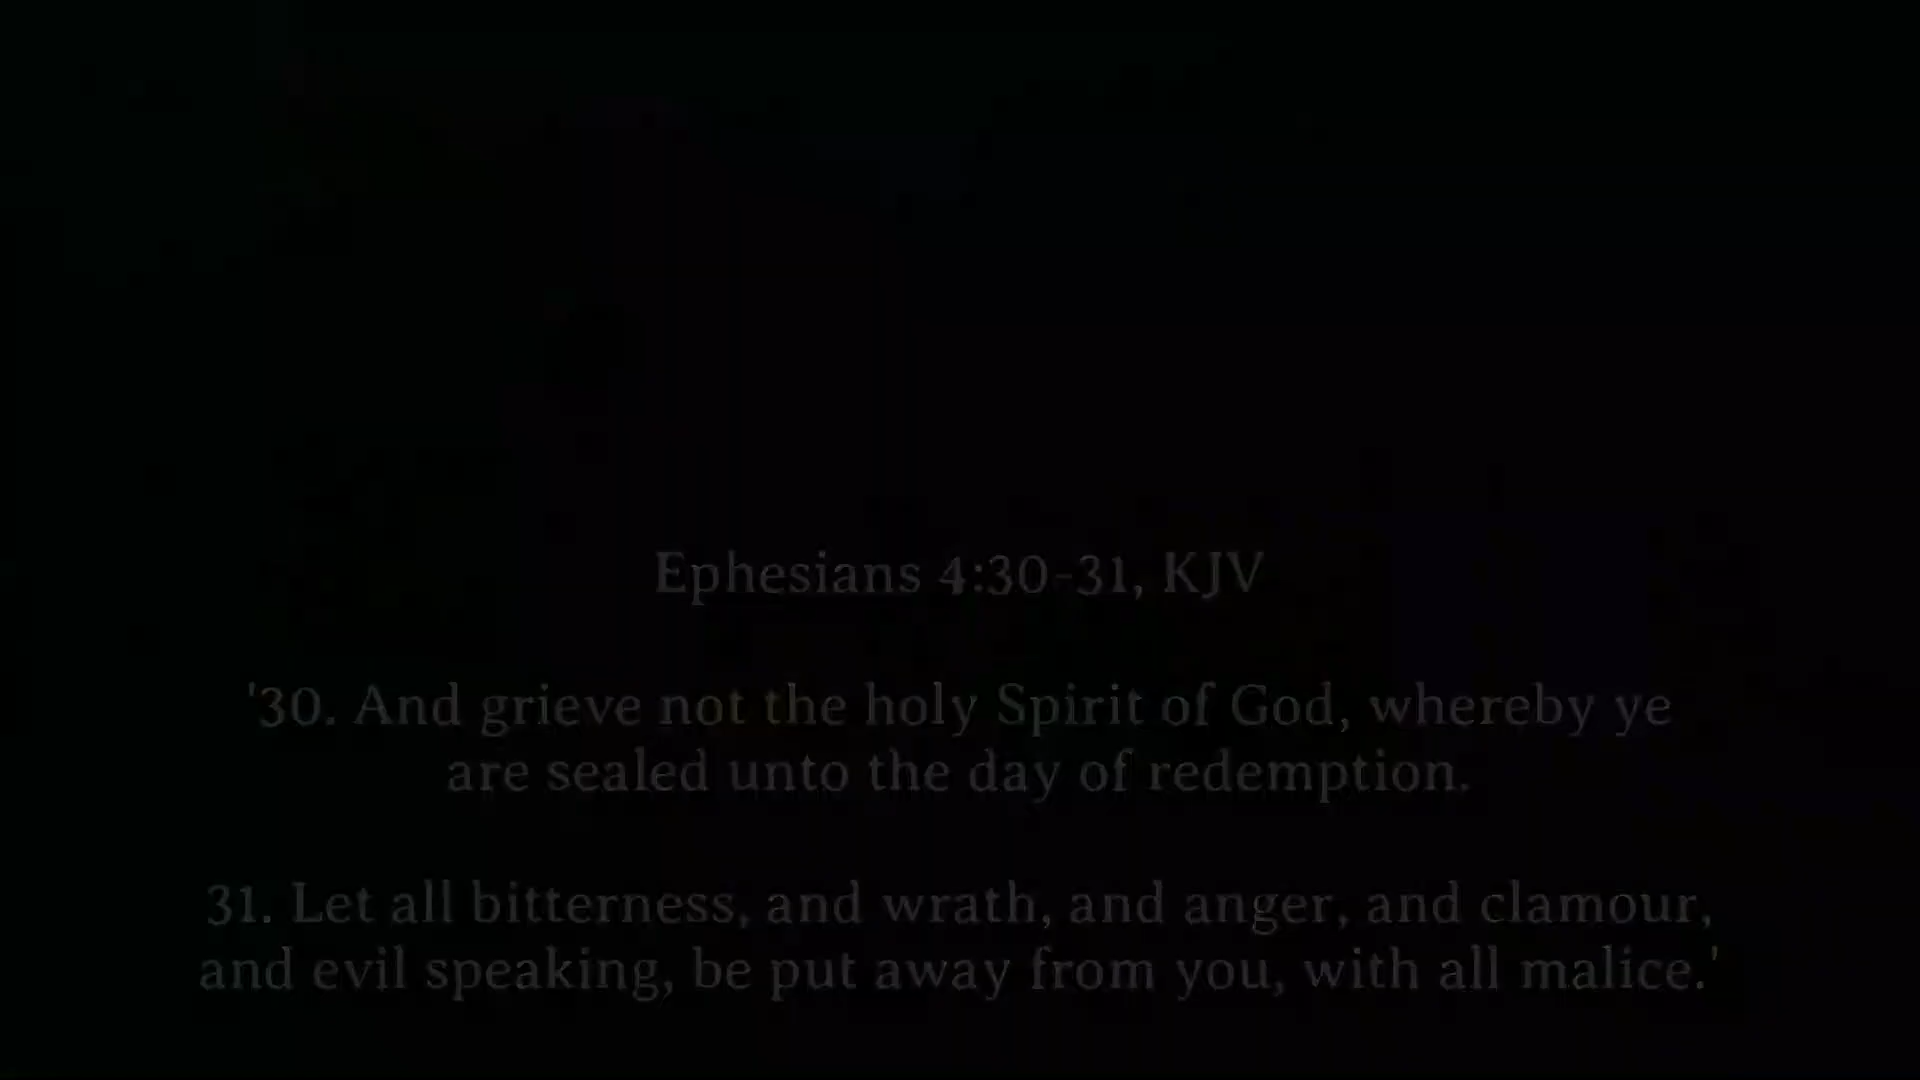 Ephesians 4:30-31, KJV
'30. And grieve not the holy Spirit of God, whereby ye
are sealed unto the day of redemption.
31. Let all bitterness, and wrath, and anger, and clamour,
and evil speaking, be put away from you, with all malice.'